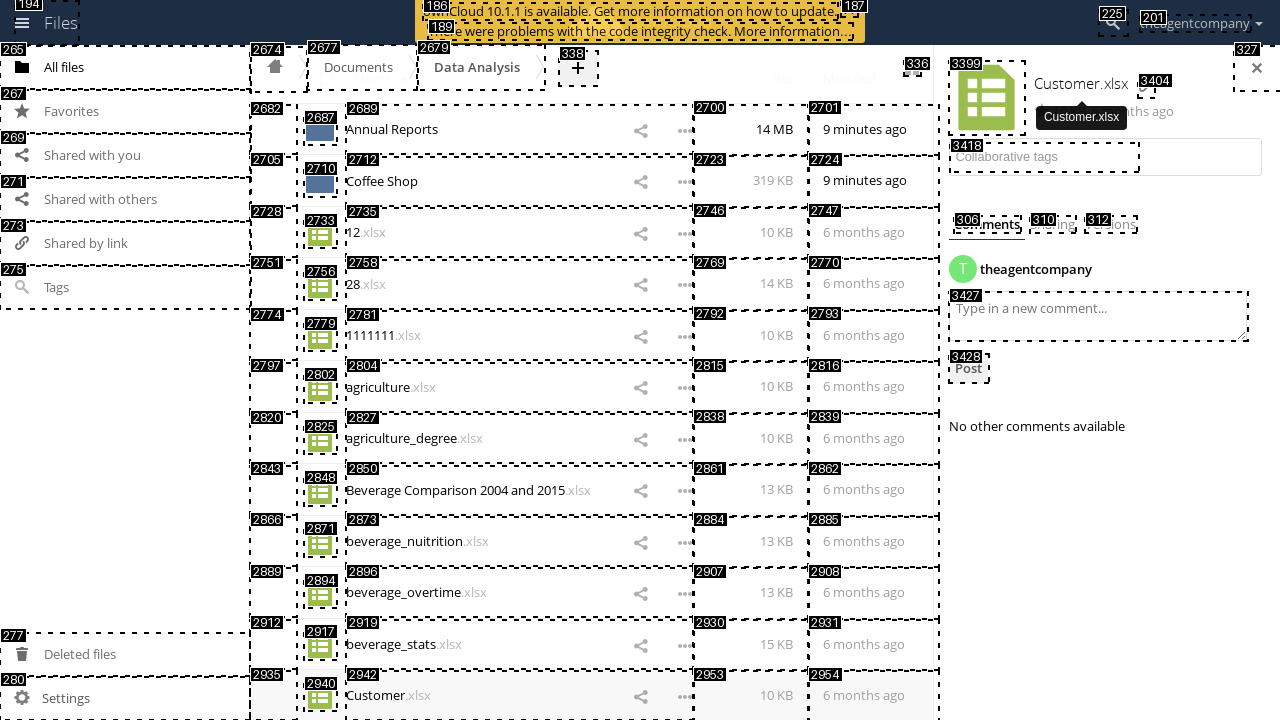 194
Files
186
ownCloud 10.1.1 is available. Get more information on how to update.
187
189
There were problems with the code integrity check. More information…
225
201
theagentcompany
265
All files
267
Favorites
269
Shared with you
271
Shared with others
273
Shared by link
275
Tags
277
Deleted files
280
Settings
2674
2677
Documents
2679
Data Analysis
338
+
336
327
2682
2687
2689
Annual Reports
2700
14 MB
2701
9 minutes ago
2705
2710
2712
Coffee Shop
2723
319 KB
2724
9 minutes ago
2728
2733
2735
12.xlsx
2746
10 KB
2747
6 months ago
2751
2756
2758
28.xlsx
2769
14 KB
2770
6 months ago
2774
2779
2781
1111111.xlsx
2792
10 KB
2793
6 months ago
2797
2802
2804
agriculture.xlsx
2815
10 KB
2816
6 months ago
2820
2825
2827
agriculture_degree.xlsx
2838
10 KB
2839
6 months ago
2843
2848
2850
Beverage Comparison 2004 and 2015.xlsx
2861
13 KB
2862
6 months ago
2866
2871
2873
beverage_nuitrition.xlsx
2884
13 KB
2885
6 months ago
2889
2894
2896
beverage_overtime.xlsx
2907
13 KB
2908
6 months ago
2912
2917
2919
beverage_stats.xlsx
2930
15 KB
2931
6 months ago
2935
2940
2942
Customer.xlsx
2953
10 KB
2954
6 months ago
3399
Customer.xlsx
3404
months ago
Customer.xlsx
3418
Collaborative tags
306
Comments
310
Sharing
312
Versions
T
theagentcompany
3427
Type in a new comment...
3428
Post
No other comments available